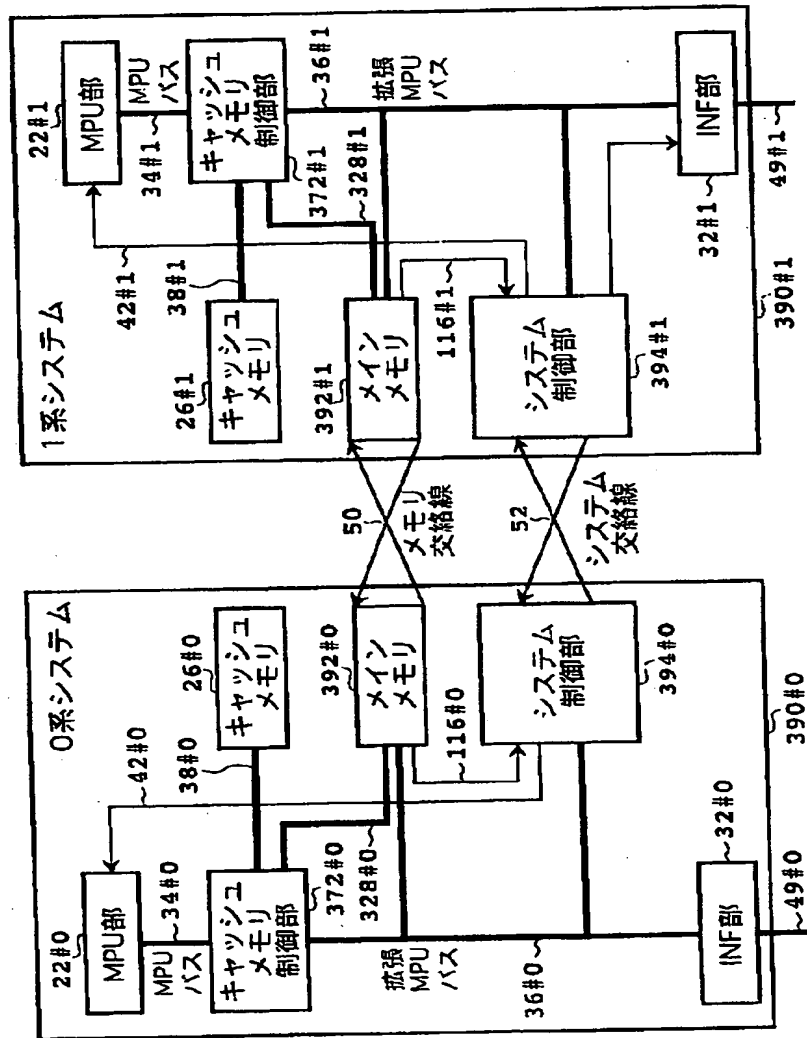 0系システム
22#0
MPU部
MPU
バス
34#0
42#0
キャッシュ
メモリ
制御部
372#0
38#0
26#0
キャッシュ
メモリ
328#0
392#0
メイン
メモリ
拡張
MPU
バス
116#0
36#0
システム
制御部
394#0
INF部
32#0
49#0
390#0
50
メモリ
交絡線
52
システム
交絡線
1系システム
22#1
MPU部
MPU
バス
34#1
42#1
キャッシュ
メモリ
制御部
372#1
38#1
26#1
キャッシュ
メモリ
36#1
328#1
392#1
メイン
メモリ
拡張
MPU
バス
116#1
システム
制御部
394#1
INF部
32#1
49#1
390#1